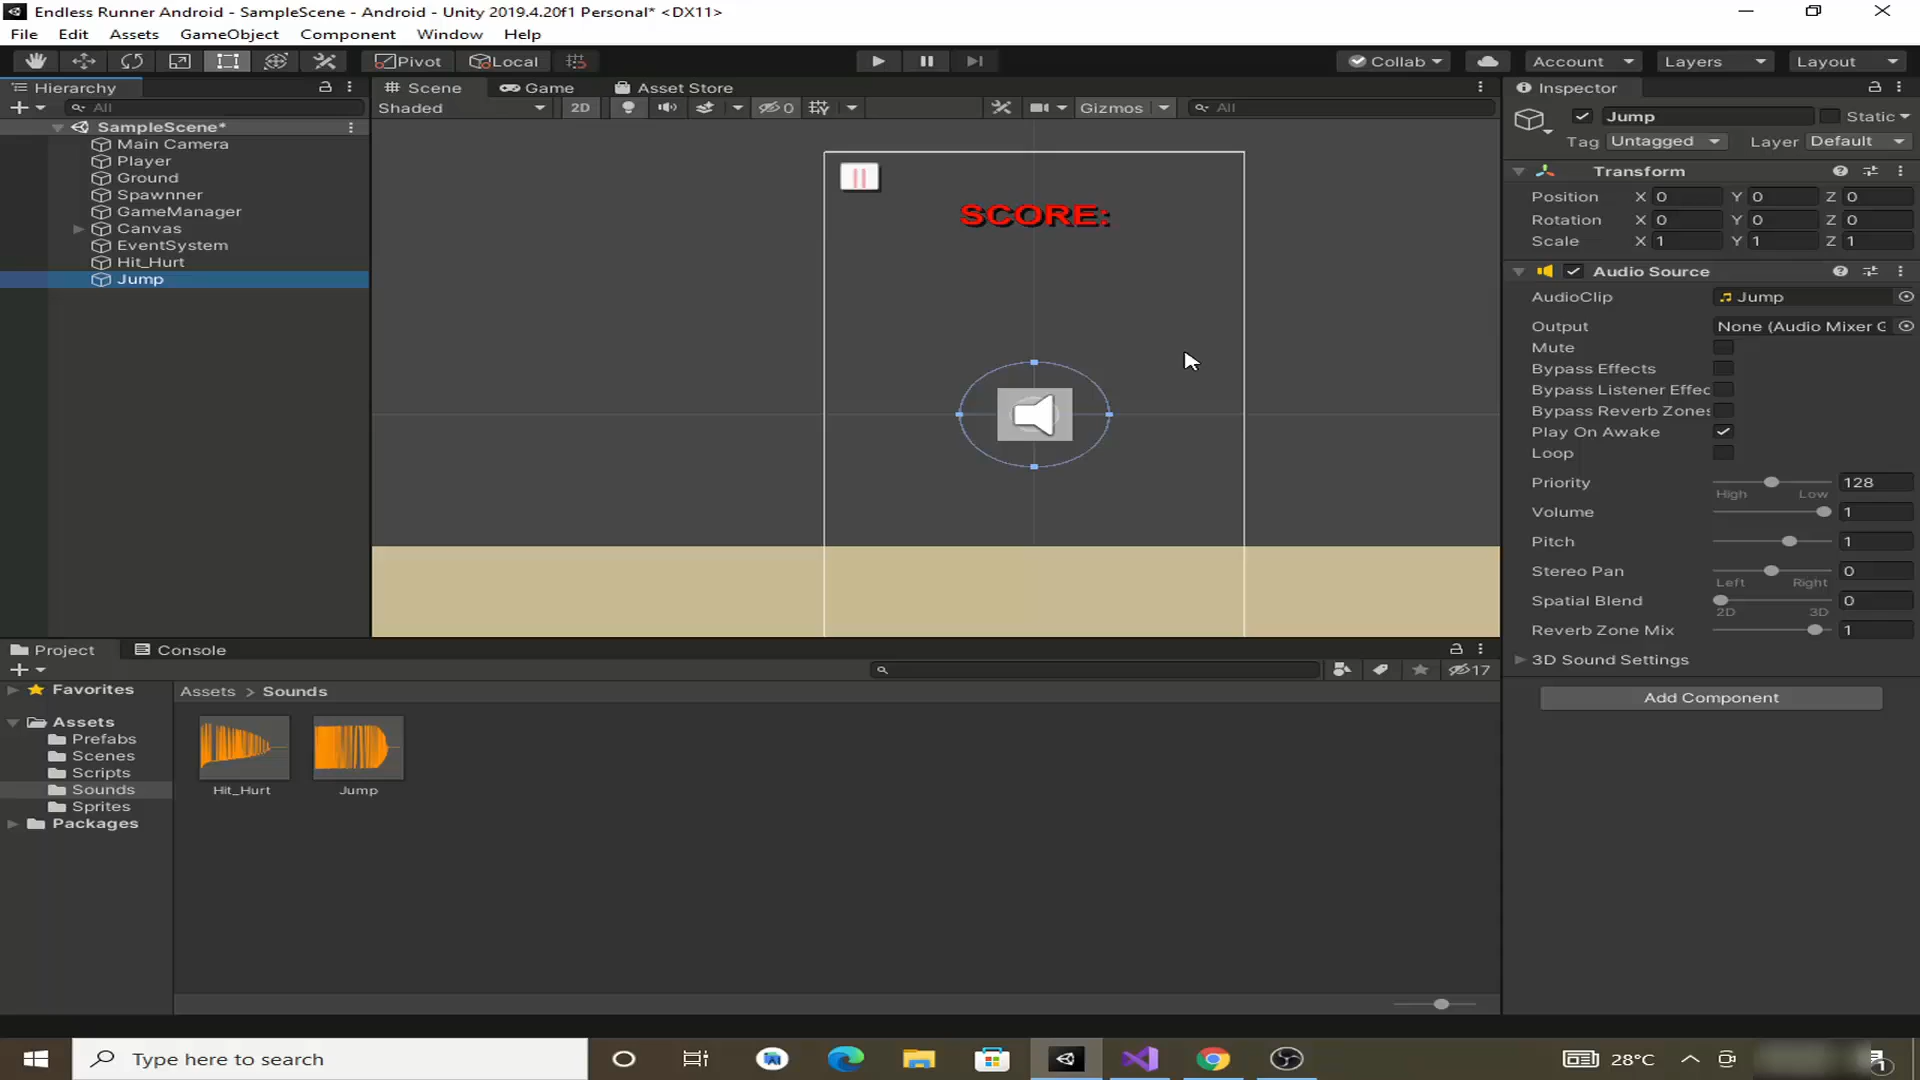 Endless Runner Android - SampleScene - Android - Unity 2019.4.20f1 Personal* <DX11>
File Edit Assets GameObject Component Window Help
Pivot Local Collab Account Layers Layout
Hierarchy
All
SampleScene*
Main Camera
Player
Ground
Spawnner
GameManager
Canvas
EventSystem
Hit_Hurt
Jump
Scene Game Asset Store
Shaded 2D 0 Gizmos All
SCORE:
Inspector
Jump Static
Tag Untagged Layer Default
Transform
Position X 0 Y 0 Z 0
Rotation X 0 Y 0 Z 0
Scale X 1 Y 1 Z 1
Audio Source
AudioClip Jump
Output None (Audio Mixer G
Mute
Bypass Effects
Bypass Listener Effec
Bypass Reverb Zones
Play On Awake
Loop
Priority 128
High Low
Volume 1
Pitch 1
Stereo Pan 0
Left Right
Spatial Blend 0
2D 3D
Reverb Zone Mix 1
3D Sound Settings
Add Component
Project Console
17
Favorites
Assets
Prefabs
Scenes
Scripts
Sounds
Sprites
Packages
Assets > Sounds
Hit_Hurt Jump
Type here to search
28°C
1